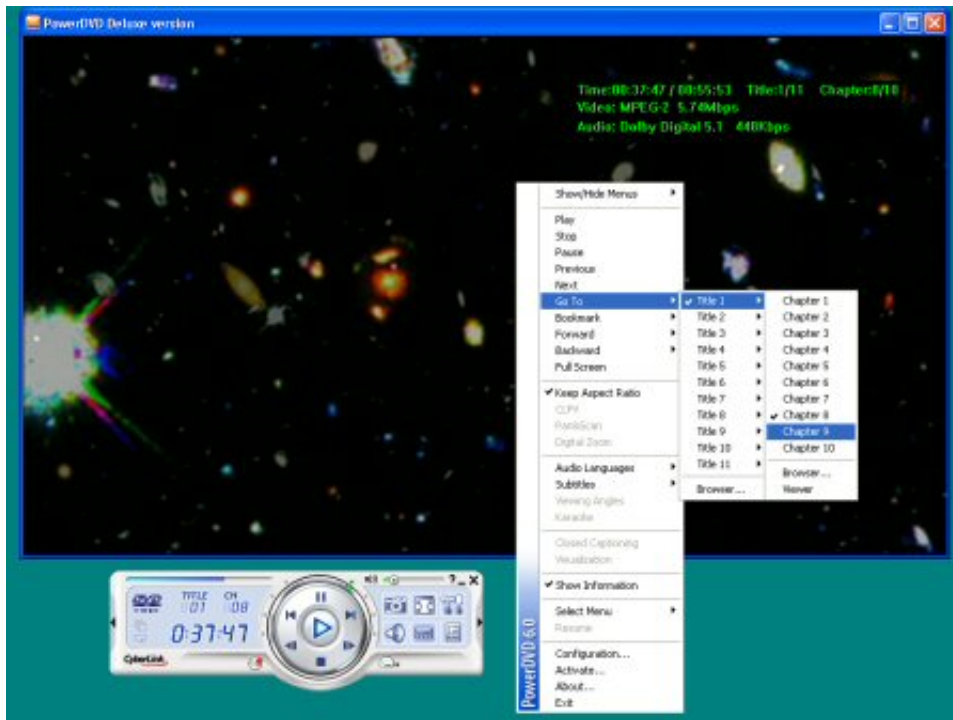 PowerDVD Deluxe version
Time:00:37:47 / 00:55:53 Title:1/11 Chapter:8/10
Video: MPEG-2 5.74Mbps
Audio: Dolby Digital 5.1 448Kbps
Show/Hide Menus
Play
Stop
Pause
Previous
Next
Go To
Bookmark
Forward
Backward
Full Screen
Keep Aspect Ratio
CLPV
Pan&Scan
Digital Zoom
Audio Languages
Subtitles
Viewing Angles
Karaoke
Closed Captioning
Visualization
Show Information
Select Menu
Resume
Configuration...
Activate...
About...
Exit
PowerDVD 6.0
Title 1
Title 2
Title 3
Title 4
Title 5
Title 6
Title 7
Title 8
Title 9
Title 10
Title 11
Browser...
Chapter 1
Chapter 2
Chapter 3
Chapter 4
Chapter 5
Chapter 6
Chapter 7
Chapter 8
Chapter 9
Chapter 10
Browser...
Viewer
TITLE CH
01 08
0:37:47
CyberLink